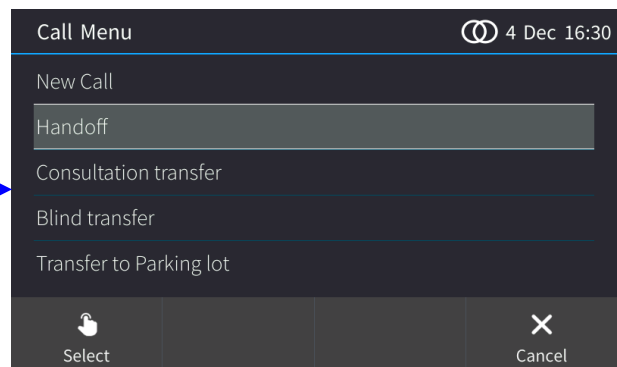 Call Menu
4 Dec 16:30
New Call
Handoff
Consultation transfer
Blind transfer
Transfer to Parking lot
Select
Cancel